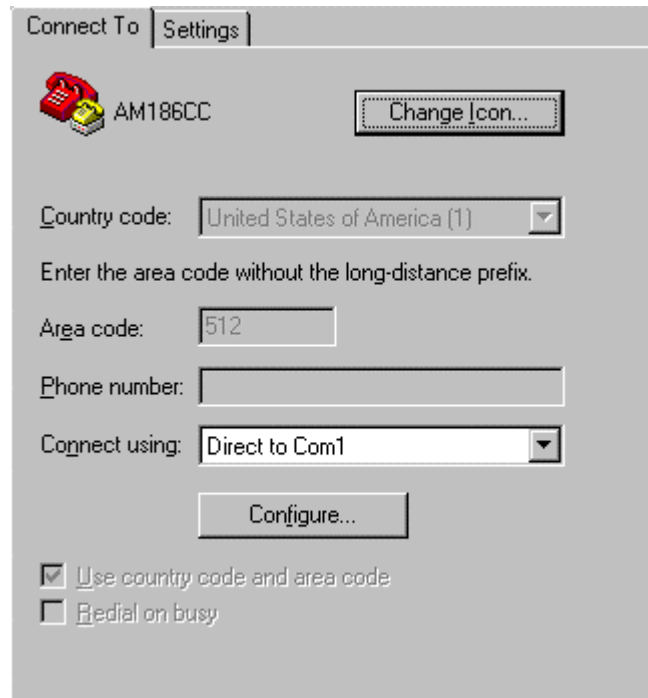 Connect To Settings
AM186CC Change Icon...
Country code: United States of America (1)
Enter the area code without the long-distance prefix.
Area code: 512
Phone number:
Connect using: Direct to Com1
Configure...
Use country code and area code
Redial on busy